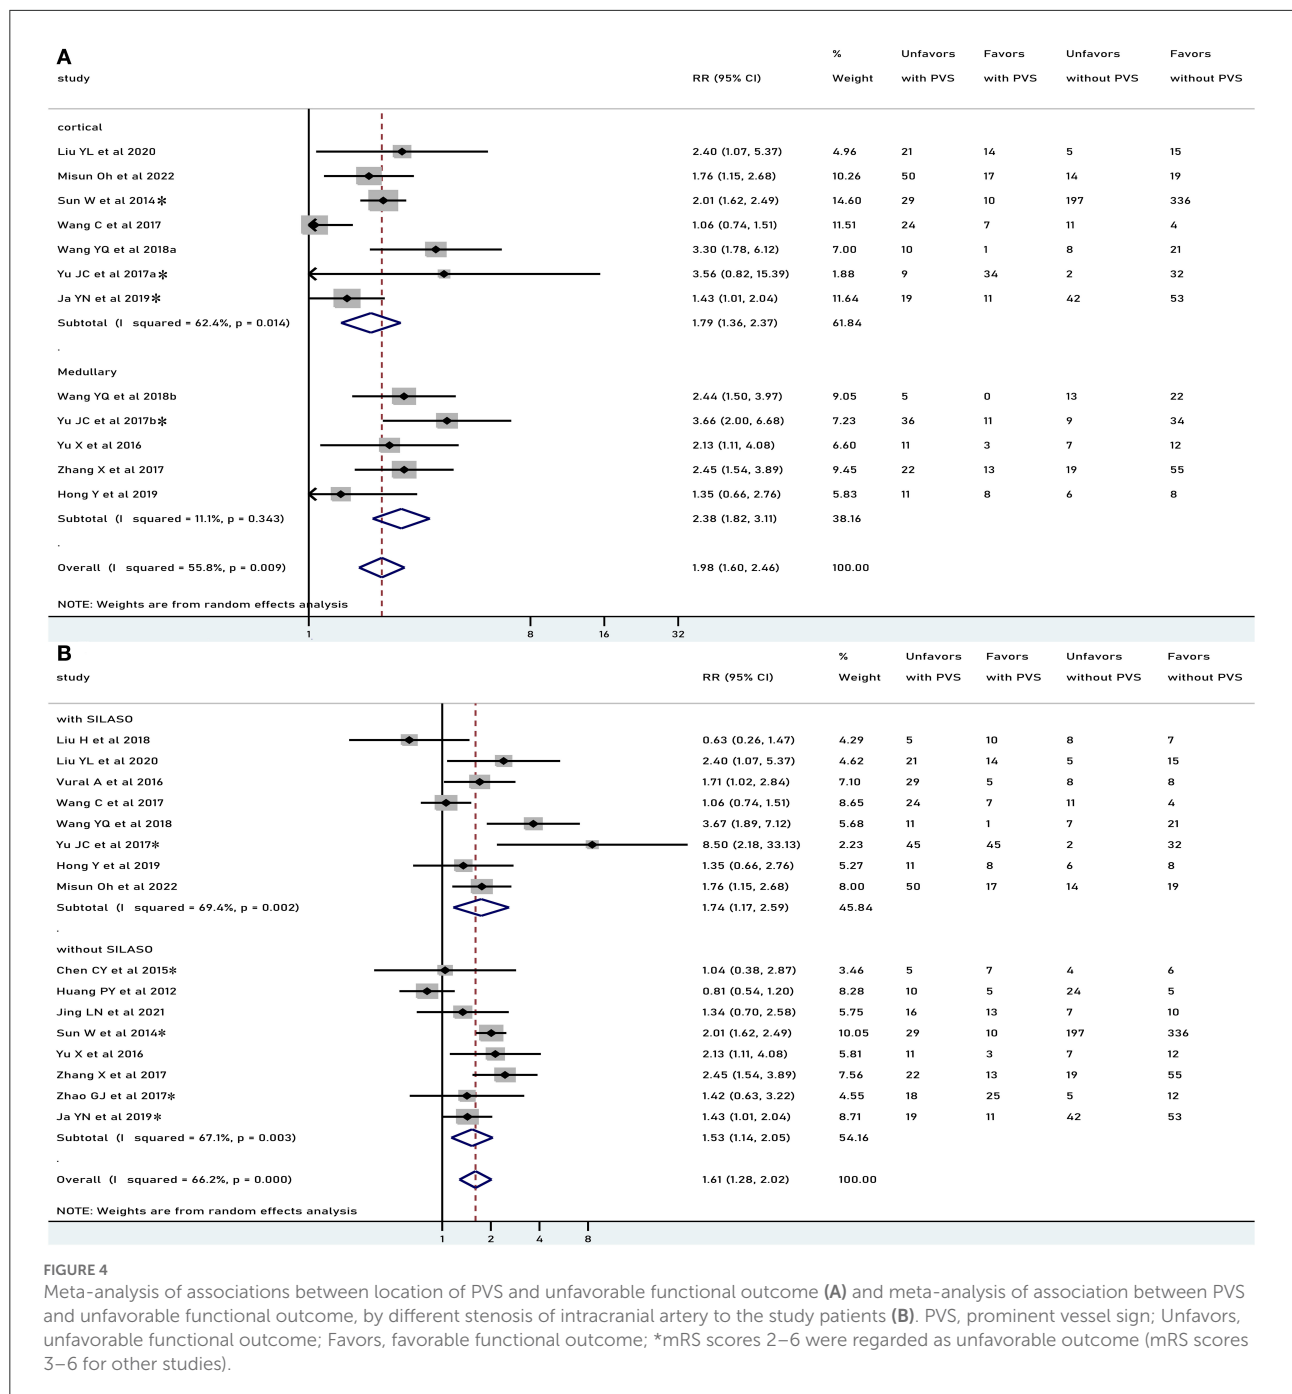 A
% Unfavors Favors Unfavors Favors
study RR (95% CI) Weight with PVS with PVS without PVS without PVS
cortical
Liu YL et al 2020 2.40 (1.07, 5.37) 4.96 21 14 5 15
Misun Oh et al 2022 1.76 (1.15, 2.68) 10.26 50 17 14 19
Sun W et al 2014* 2.01 (1.62, 2.49) 14.60 29 10 197 336
Wang C et al 2017 1.06 (0.74, 1.51) 11.51 24 7 11 4
Wang YQ et al 2018a 3.30 (1.78, 6.12) 7.00 10 1 8 21
Yu JC et al 2017a* 3.56 (0.82, 15.39) 1.88 9 34 2 32
Ja YN et al 2019* 1.43 (1.01, 2.04) 11.64 19 11 42 53
Subtotal (I squared = 62.4%, p = 0.014) 1.79 (1.36, 2.37) 61.84
.
Medullary
Wang YQ et al 2018b 2.44 (1.50, 3.97) 9.05 5 0 13 22
Yu JC et al 2017b* 3.66 (2.00, 6.68) 7.23 36 11 9 34
Yu X et al 2016 2.13 (1.11, 4.08) 6.60 11 3 7 12
Zhang X et al 2017 2.45 (1.54, 3.89) 9.45 22 13 19 55
Hong Y et al 2019 1.35 (0.66, 2.76) 5.83 11 8 6 8
Subtotal (I squared = 11.1%, p = 0.343) 2.38 (1.82, 3.11) 38.16
.
Overall (I squared = 55.8%, p = 0.009) 1.98 (1.60, 2.46) 100.00
NOTE: Weights are from random effects analysis
1 8 16 32
B
% Unfavors Favors Unfavors Favors
study RR (95% CI) Weight with PVS with PVS without PVS without PVS
with SILASO
Liu H et al 2018 0.63 (0.26, 1.47) 4.29 5 10 8 7
Liu YL et al 2020 2.40 (1.07, 5.37) 4.62 21 14 5 15
Vural A et al 2016 1.71 (1.02, 2.84) 7.10 29 5 8 8
Wang C et al 2017 1.06 (0.74, 1.51) 8.65 24 7 11 4
Wang YQ et al 2018 3.67 (1.89, 7.12) 5.68 11 1 7 21
Yu JC et al 2017* 8.50 (2.18, 33.13) 2.23 45 45 2 32
Hong Y et al 2019 1.35 (0.66, 2.76) 5.27 11 8 6 8
Misun Oh et al 2022 1.76 (1.15, 2.68) 8.00 50 17 14 19
Subtotal (I squared = 69.4%, p = 0.002) 1.74 (1.17, 2.59) 45.84
.
without SILASO
Chen CY et al 2015* 1.04 (0.38, 2.87) 3.46 5 7 4 6
Huang PY et al 2012 0.81 (0.54, 1.20) 8.28 10 5 24 5
Jing LN et al 2021 1.34 (0.70, 2.58) 5.75 16 13 7 10
Sun W et al 2014* 2.01 (1.62, 2.49) 10.05 29 10 197 336
Yu X et al 2016 2.13 (1.11, 4.08) 5.81 11 3 7 12
Zhang X et al 2017 2.45 (1.54, 3.89) 7.56 22 13 19 55
Zhao GJ et al 2017* 1.42 (0.63, 3.22) 4.55 18 25 5 12
Ja YN et al 2019* 1.43 (1.01, 2.04) 8.71 19 11 42 53
Subtotal (I squared = 67.1%, p = 0.003) 1.53 (1.14, 2.05) 54.16
.
Overall (I squared = 66.2%, p = 0.000) 1.61 (1.28, 2.02) 100.00
NOTE: Weights are from random effects analysis
1 2 4 8
FIGURE 4
Meta-analysis of associations between location of PVS and unfavorable functional outcome (A) and meta-analysis of association between PVS
and unfavorable functional outcome, by different stenosis of intracranial artery to the study patients (B). PVS, prominent vessel sign; Unfavors,
unfavorable functional outcome; Favors, favorable functional outcome; *mRS scores 2–6 were regarded as unfavorable outcome (mRS scores
3–6 for other studies).